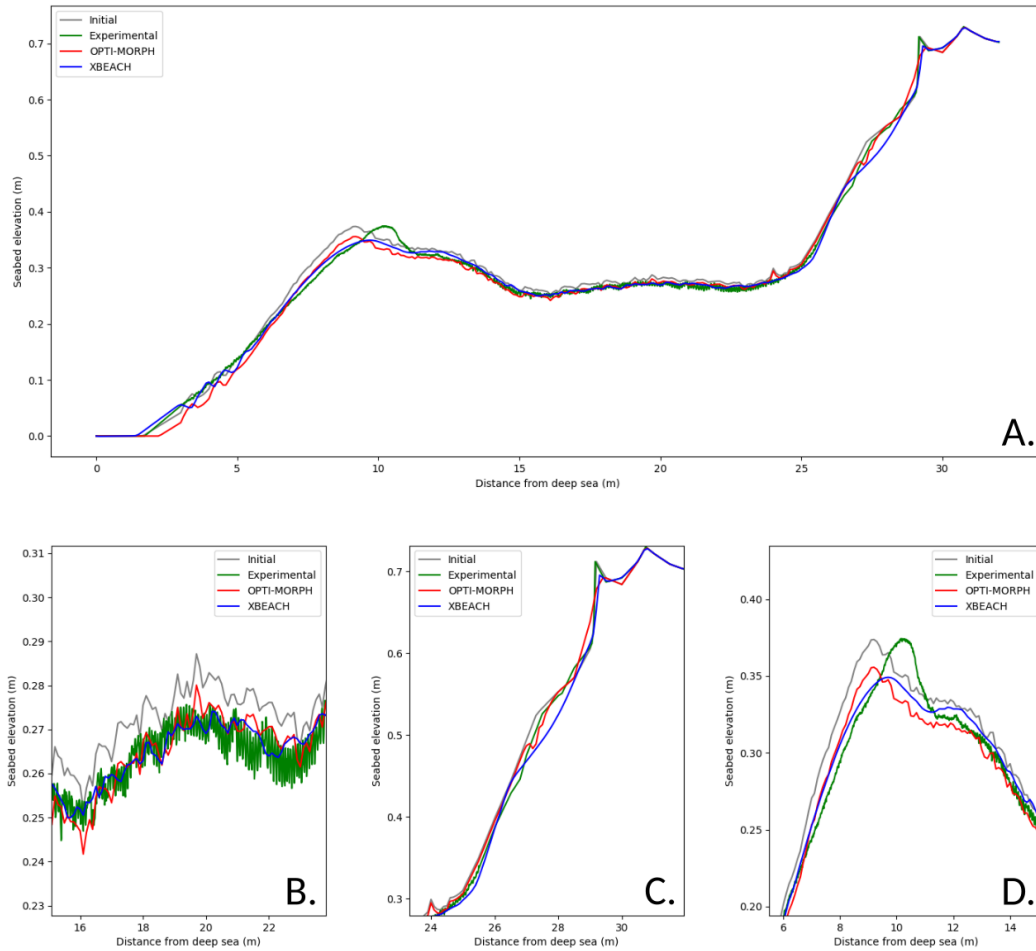 Initial
Experimental
OPTI-MORPH
XBEACH
0.7
0.6
0.5
0.4
0.3
0.2
0.1
0.0
Seabed elevation (m)
0
5
10
15
20
25
30
Distance from deep sea (m)
A.
Initial
Experimental
OPTI-MORPH
XBEACH
0.31
0.30
0.29
0.28
0.27
0.26
0.25
0.24
0.23
Seabed elevation (m)
16
18
20
22
Distance from deep sea (m)
B.
Initial
Experimental
OPTI-MORPH
XBEACH
0.7
0.6
0.5
0.4
0.3
Seabed elevation (m)
24
26
28
30
Distance from deep sea (m)
C.
Initial
Experimental
OPTI-MORPH
XBEACH
0.40
0.35
0.30
0.25
0.20
Seabed elevation (m)
6
8
10
12
14
Distance from deep sea (m)
D.